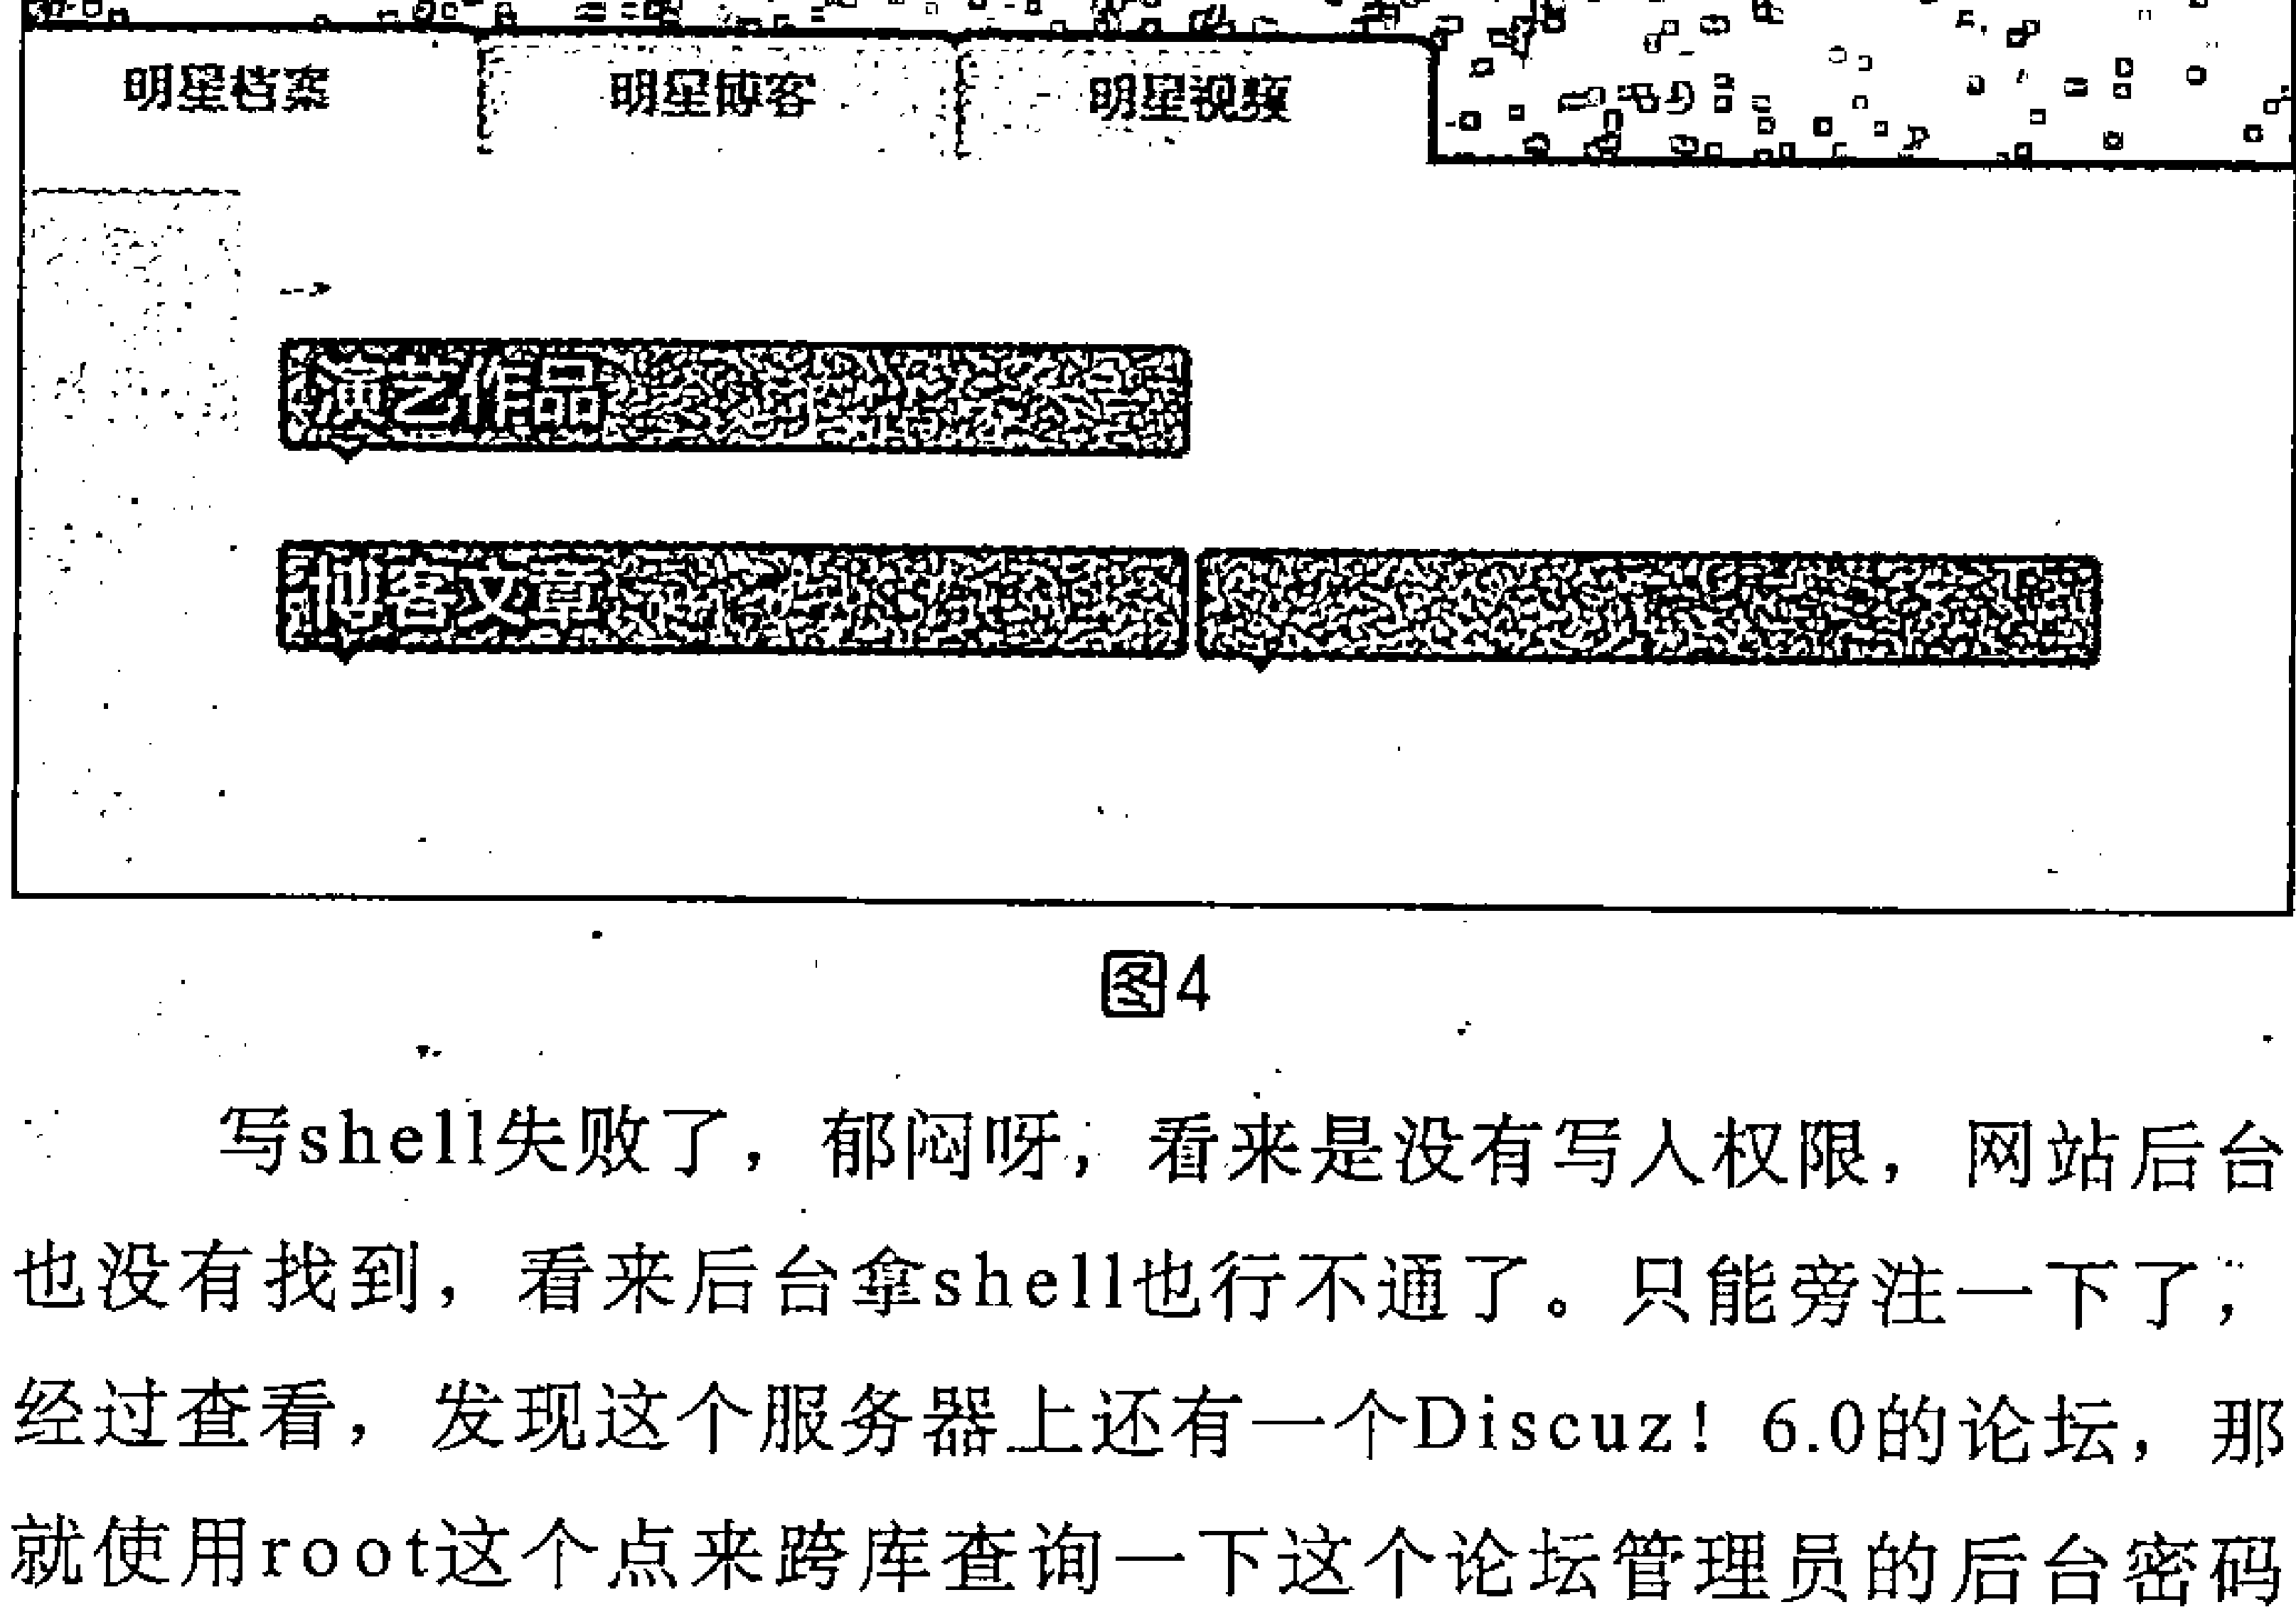 明星档案 明星博客 明星视频
演艺作品
博客文章
图4
写shell失败了，郁闷呀，看来是没有写入权限，网站后台
也没有找到，看来后台拿shell也行不通了。只能旁注一下了，
经过查看，发现这个服务器上还有一个Discuz！6.0的论坛，那
就使用root这个点来跨库查询一下这个论坛管理员的后台密码